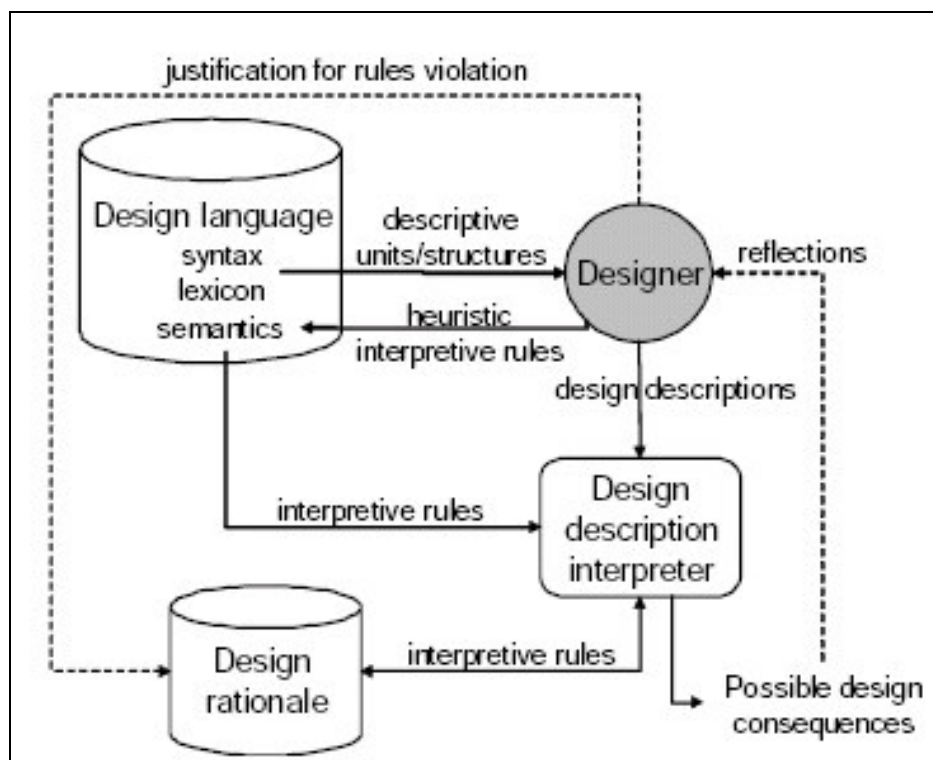 justification for rules violation
Design language
syntax
lexicon
semantics
descriptive
units/structures
Designer
reflections
heuristic
interpretive rules
design descriptions
interpretive rules
Design
description
interpreter
Design
rationale
interpretive rules
Possible design
consequences